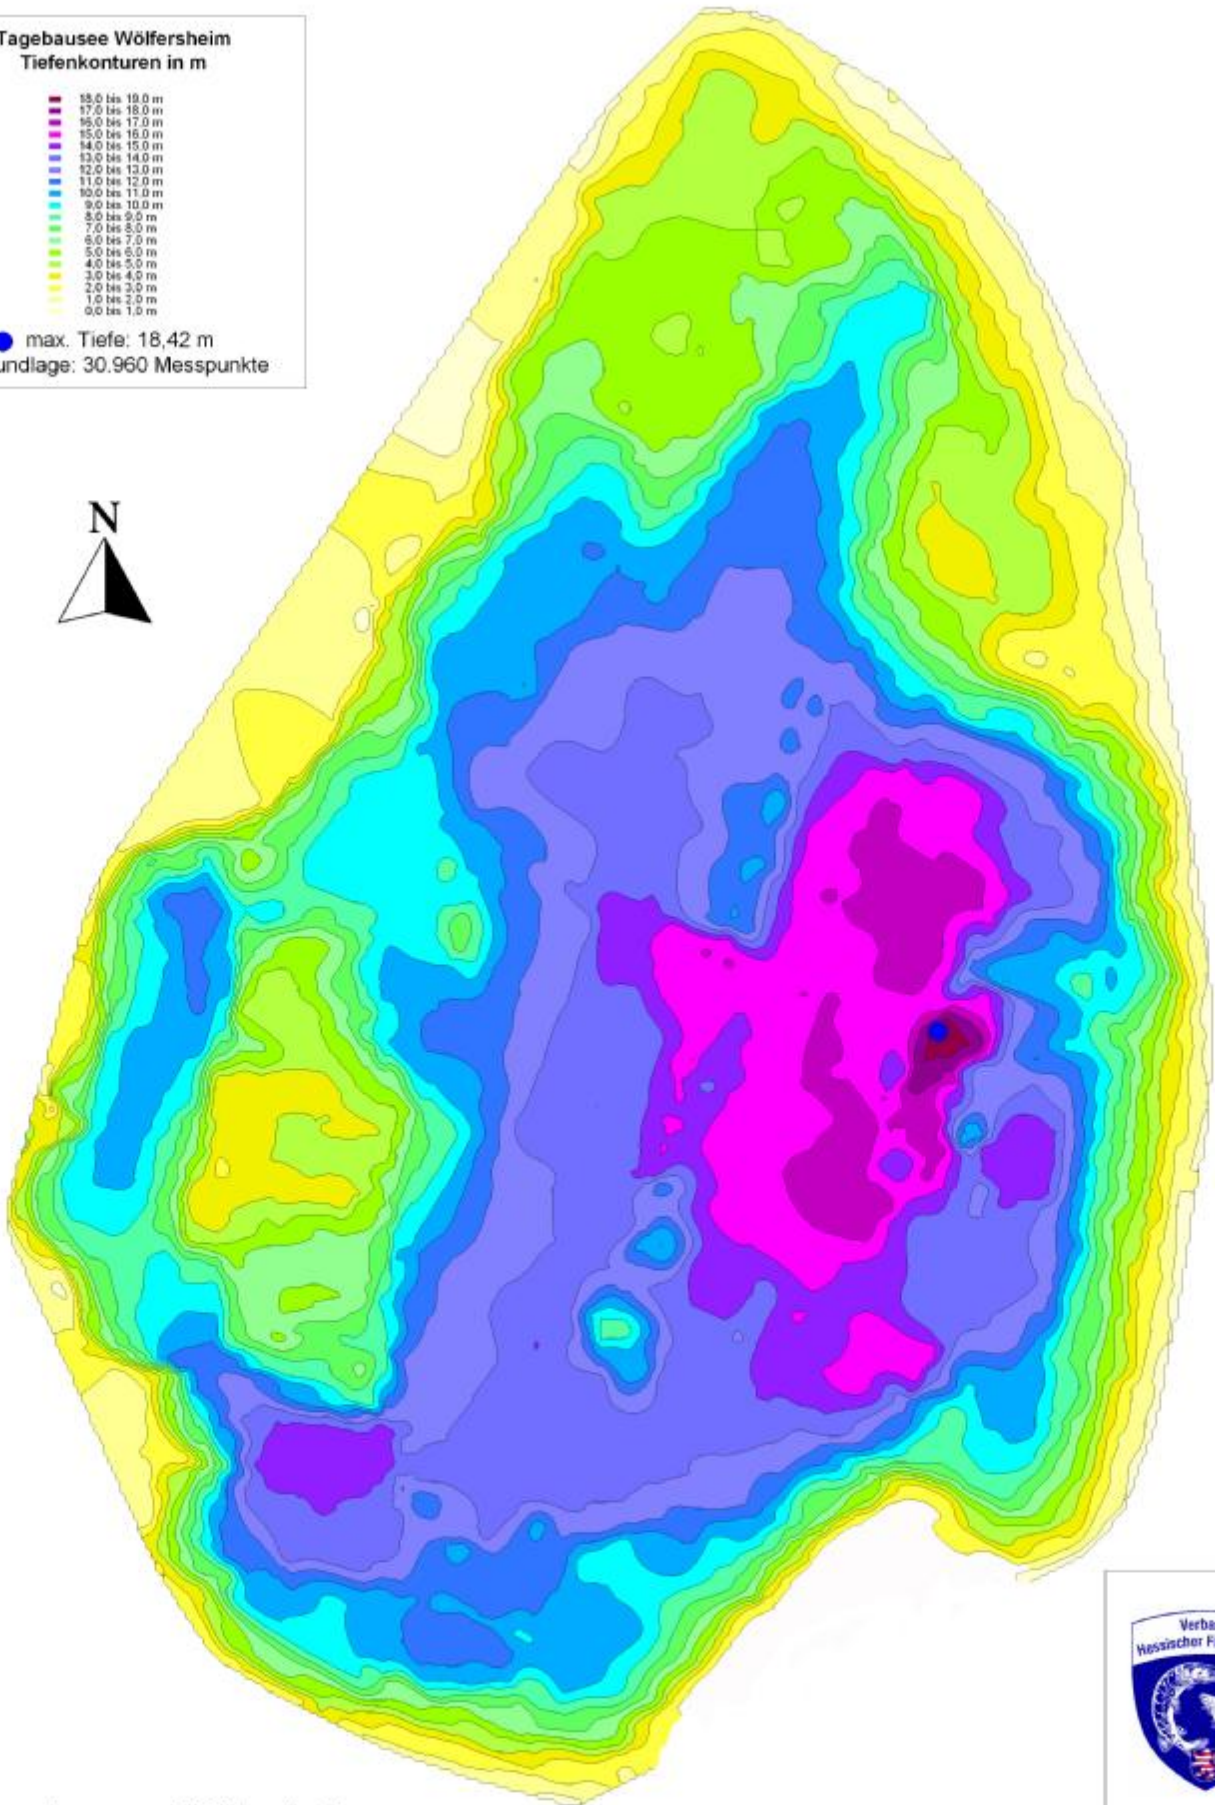 Tagebausee Wölfersheim
Tiefenkonturen in m
18,0 bis 19,0 m
17,0 bis 18,0 m
16,0 bis 17,0 m
15,0 bis 16,0 m
14,0 bis 15,0 m
13,0 bis 14,0 m
12,0 bis 13,0 m
11,0 bis 12,0 m
10,0 bis 11,0 m
9,0 bis 10,0 m
8,0 bis 9,0 m
7,0 bis 8,0 m
6,0 bis 7,0 m
5,0 bis 6,0 m
4,0 bis 5,0 m
3,0 bis 4,0 m
2,0 bis 3,0 m
1,0 bis 2,0 m
0,0 bis 1,0 m
max. Tiefe: 18,42 m
undlage: 30.960 Messpunkte
N
Verba
Hessischer F